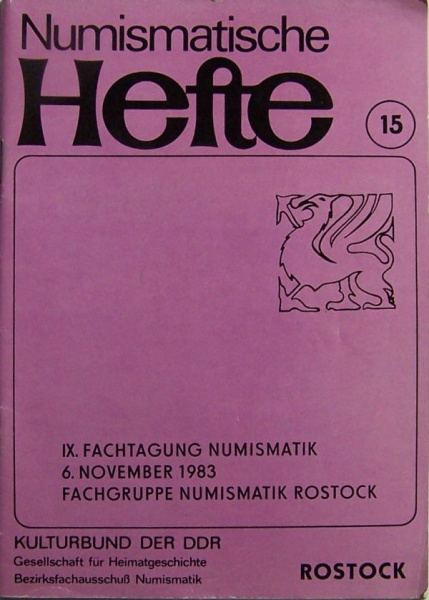 Numismatische
Hefte
15
IX. FACHTAGUNG NUMISMATIK
6. NOVEMBER 1983
FACHGRUPPE NUMISMATIK ROSTOCK
KULTURBUND DER DDR
Gesellschaft für Heimatgeschichte
Bezirksfachausschuß Numismatik
ROSTOCK